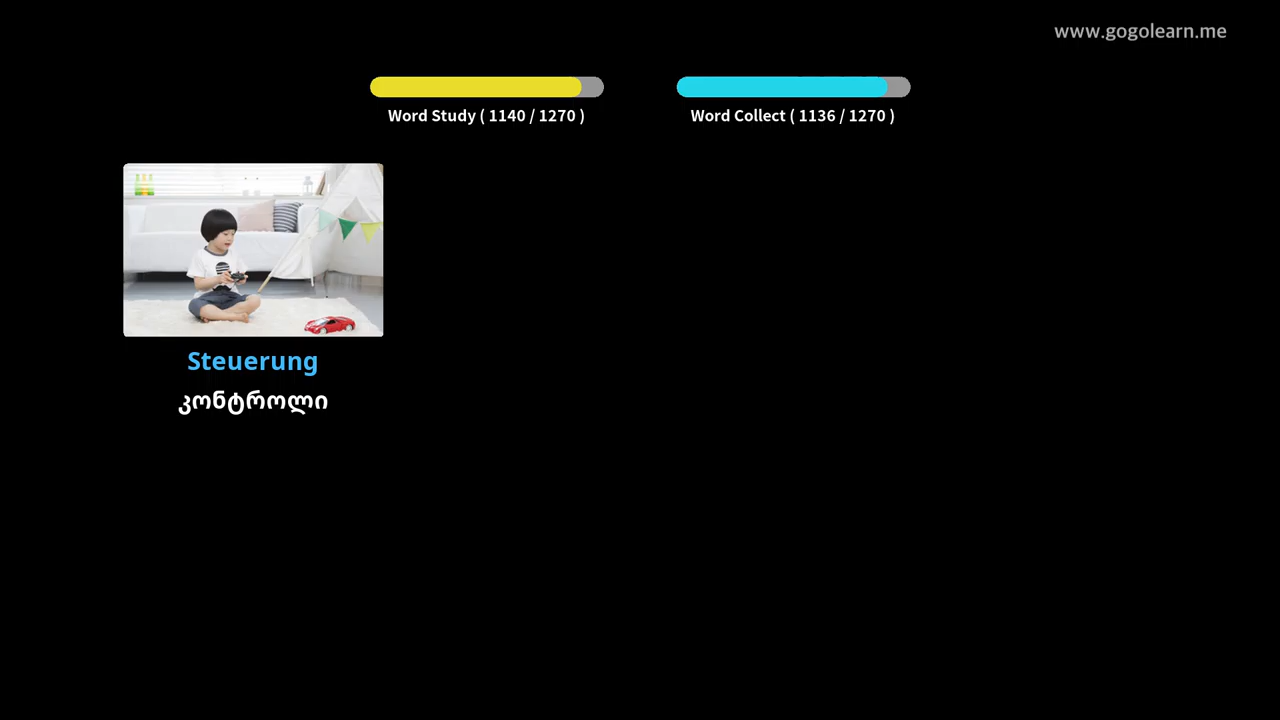 www.gogolearn.me
Word Study ( 1140 / 1270 )
Word Collect ( 1136 / 1270 )
Steuerung
კონტროლი